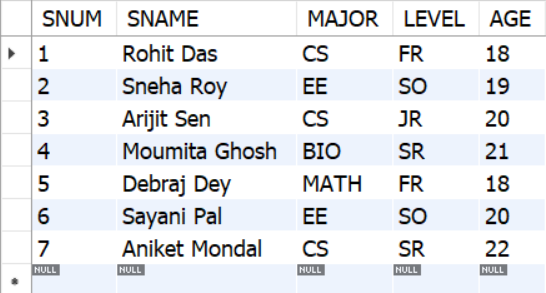 SNUM SNAME MAJOR LEVEL AGE
1 Rohit Das CS FR 18
2 Sneha Roy EE SO 19
3 Arijit Sen CS JR 20
4 Moumita Ghosh BIO SR 21
5 Debraj Dey MATH FR 18
6 Sayani Pal EE SO 20
7 Aniket Mondal CS SR 22
NULL NULL NULL NULL NULL